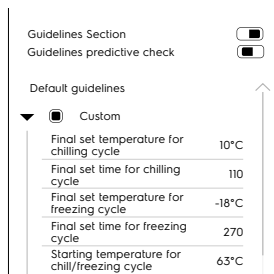 Guidelines Section
Guidelines predictive check
Default guidelines
Custom
Final set temperature for
chilling cycle
10°C
Final set time for chilling
cycle
110
Final set temperature for
freezing cycle
-18°C
Final set time for freezing
cycle
270
Starting temperature for
chill/freezing cycle
63°C